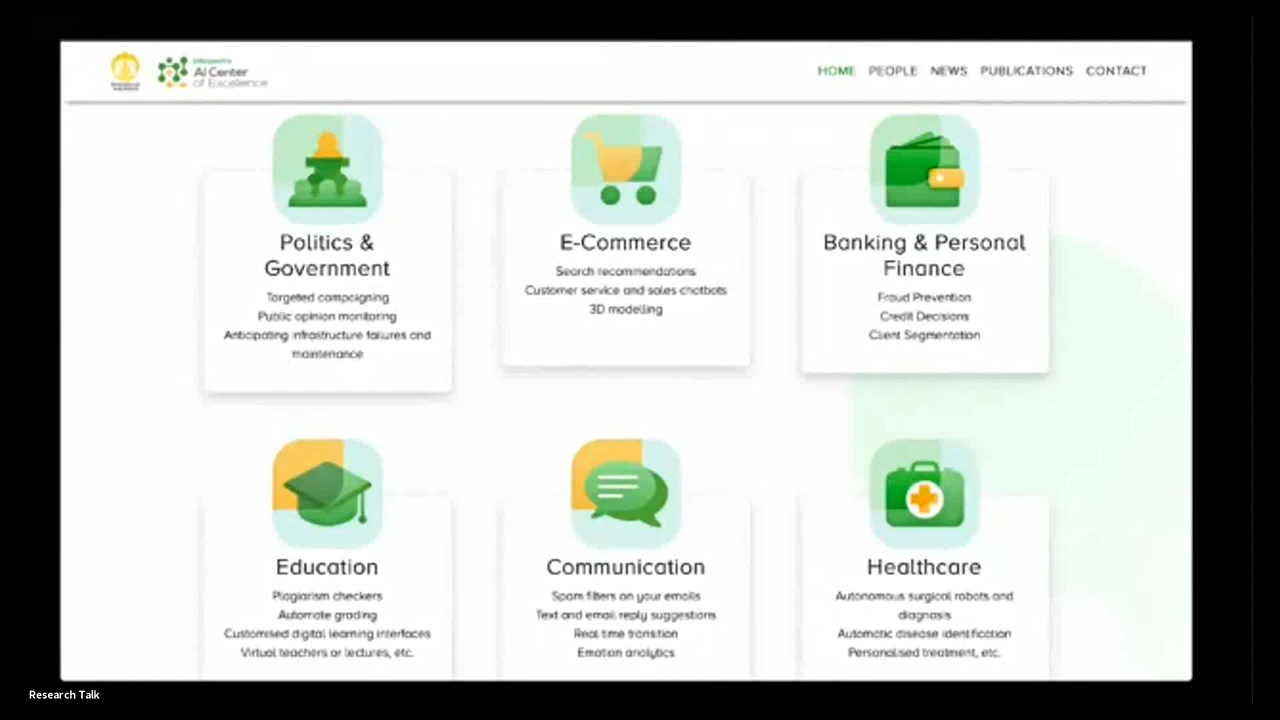 AI Center
of Excellence
HOME PEOPLE NEWS PUBLICATIONS CONTACT
Politics &
Government
Targeted campaigning
Public opinion monitoring
Anticipating infrastructure failures and
maintenance
E-Commerce
Search recommendations
Customer service and sales chatbots
3D modelling
Banking & Personal
Finance
Fraud Prevention
Credit Decisions
Client Segmentation
Education
Plagiarism checkers
Automate grading
Customised digital learning interfaces
Virtual teachers or lectures, etc.
Communication
Spam filters on your emails
Text and email reply suggestions
Real time transition
Emotion analytics
Healthcare
Autonomous surgical robots and
diagnosis
Automatic disease identification
Personalised treatment, etc.
Research Talk